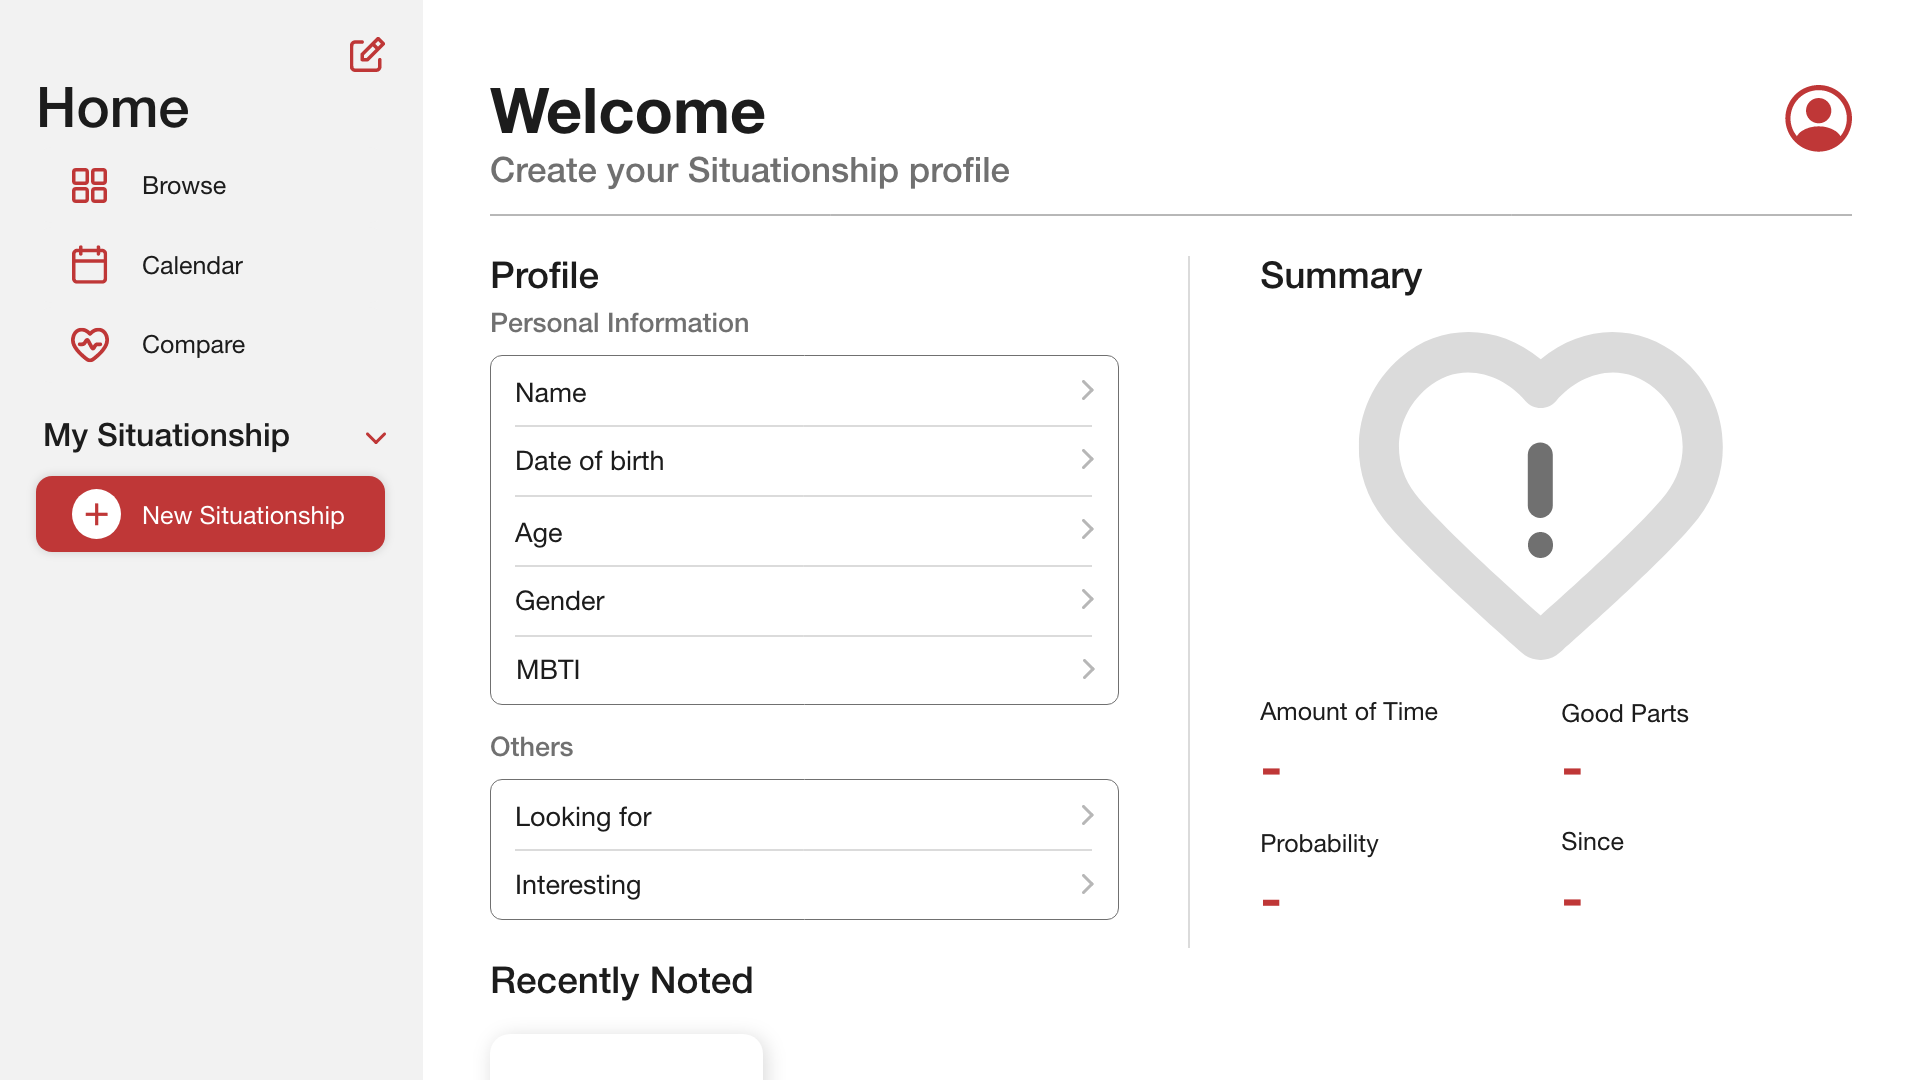 Home
Browse
Calendar
Compare
My Situationship
New Situationship
Welcome
Create your Situationship profile
Profile
Personal Information
Name
Date of birth
Age
Gender
MBTI
Others
Looking for
Interesting
Recently Noted
Summary
Amount of Time
Good Parts
-
-
Probability
Since
-
-